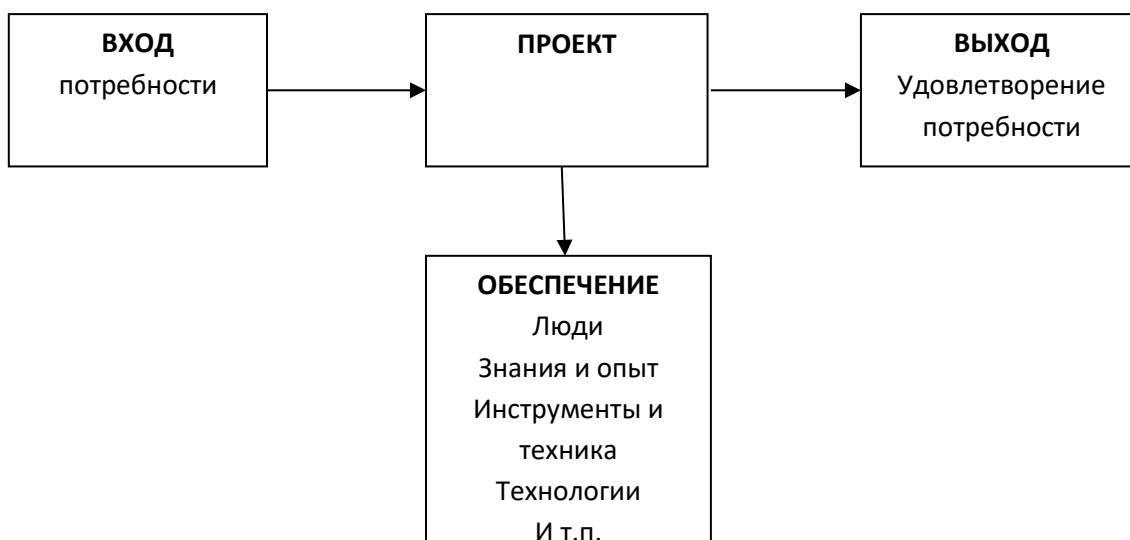 ВХОД
потребности
ПРОЕКТ
ВЫХОД
Удовлетворение
потребности
ОБЕСПЕЧЕНИЕ
Люди
Знания и опыт
Инструменты и
техника
Технологии
И т.п.